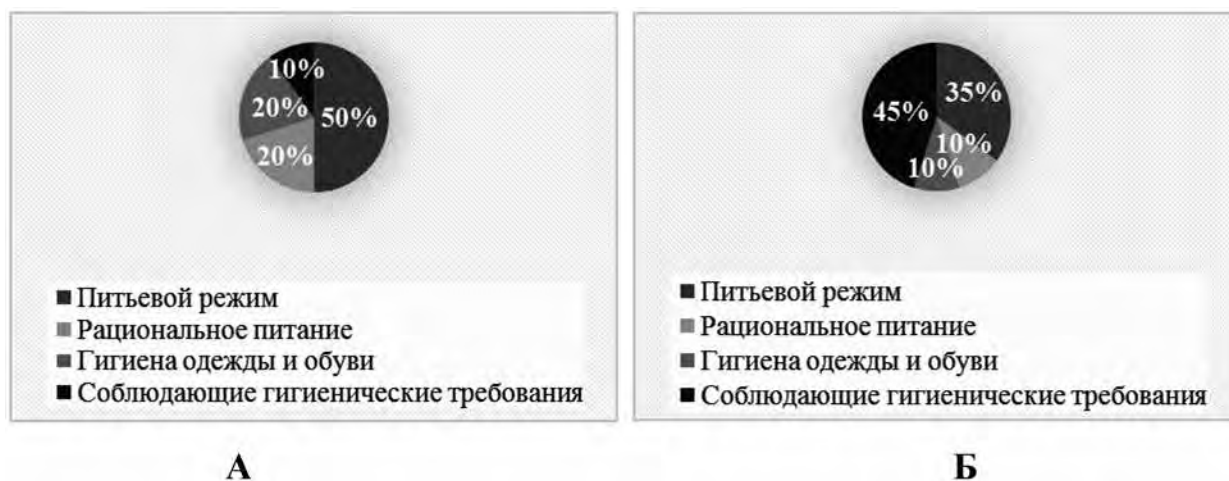 10%
20%
50%
20%
■ Питьевой режим
■ Рациональное питание
■ Гигиена одежды и обуви
■ Соблюдающие гигиенические требования
А
35%
45%
10%
10%
■ Питьевой режим
■ Рациональное питание
■ Гигиена одежды и обуви
■ Соблюдающие гигиенические требования
Б